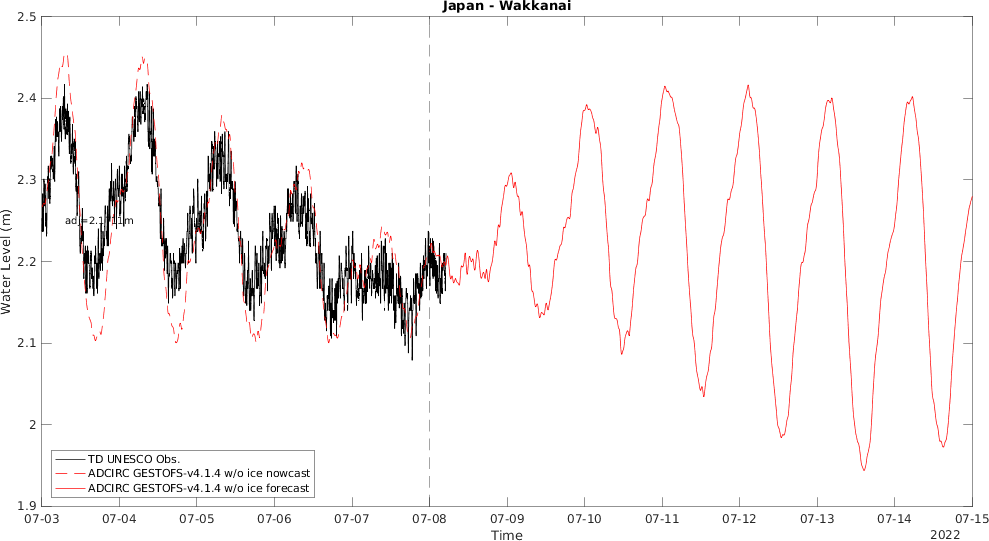 Japan - Wakkanai
2.5
2.4
2.3
2.2
2.1
2
1.9
Water Level (m)
TD UNESCO Obs.
ADCIRC GESTOFS-v4.1.4 w/o ice nowcast
ADCIRC GESTOFS-v4.1.4 w/o ice forecast
07-03 07-04 07-05 07-06 07-07 07-08 07-09 07-10 07-11 07-12 07-13 07-14 07-15
Time
2022